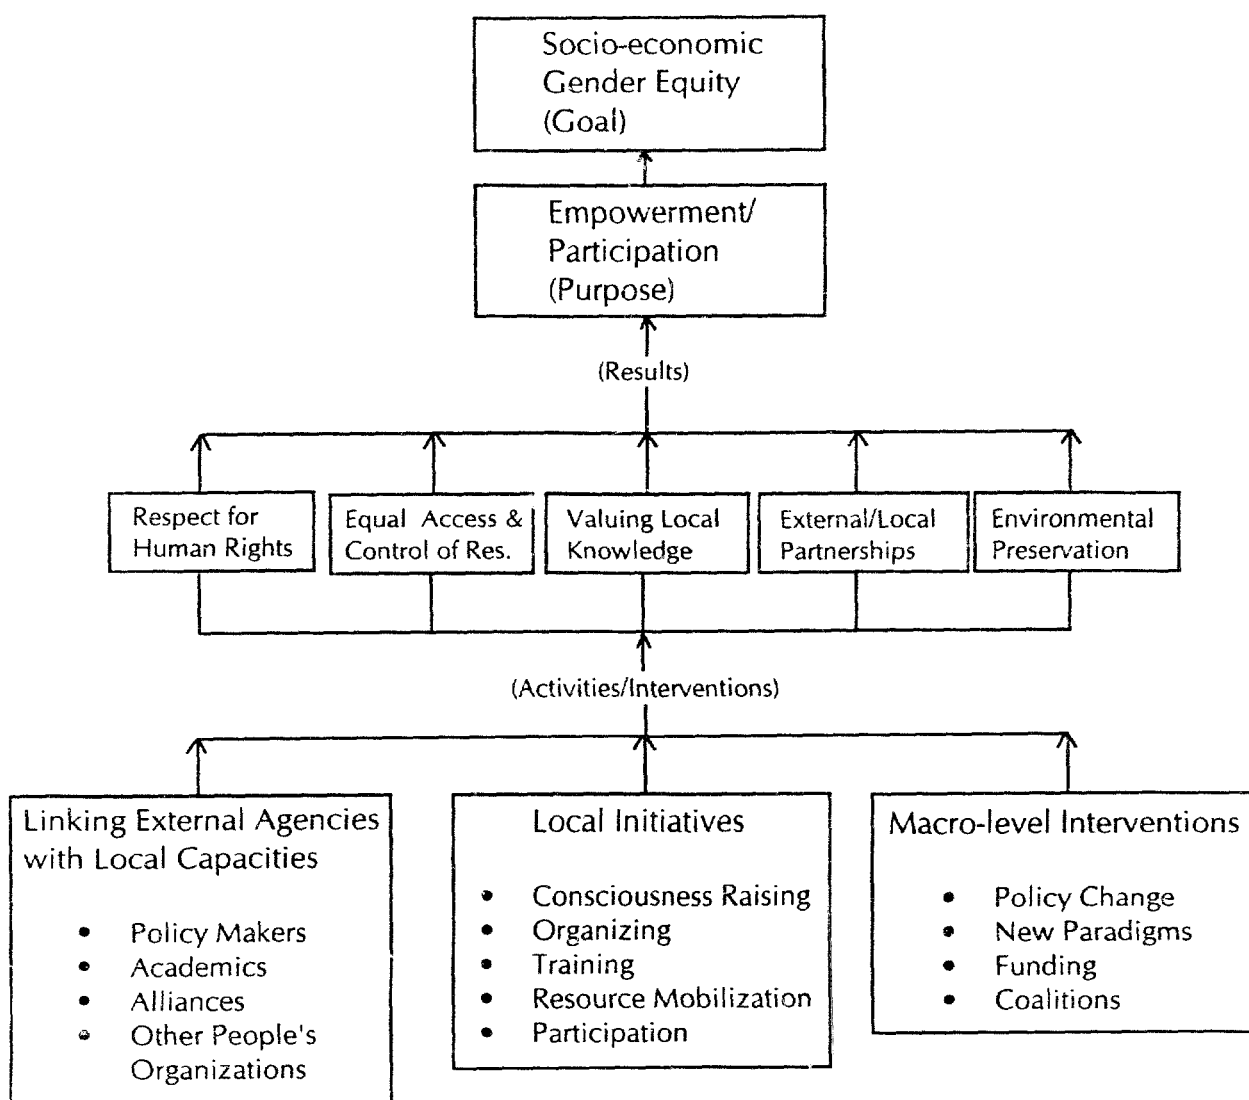 Socio-economic
Gender Equity
(Goal)
Empowerment/
Participation
(Purpose)
(Results)
Respect for
Human Rights
Equal Access &
Control of Res.
Valuing Local
Knowledge
External/Local
Partnerships
Environmental
Preservation
(Activities/Interventions)
Linking External Agencies
with Local Capacities
• Policy Makers
• Academics
• Alliances
• Other People's
Organizations
Local Initiatives
• Consciousness Raising
• Organizing
• Training
• Resource Mobilization
• Participation
Macro-level Interventions
• Policy Change
• New Paradigms
• Funding
• Coalitions